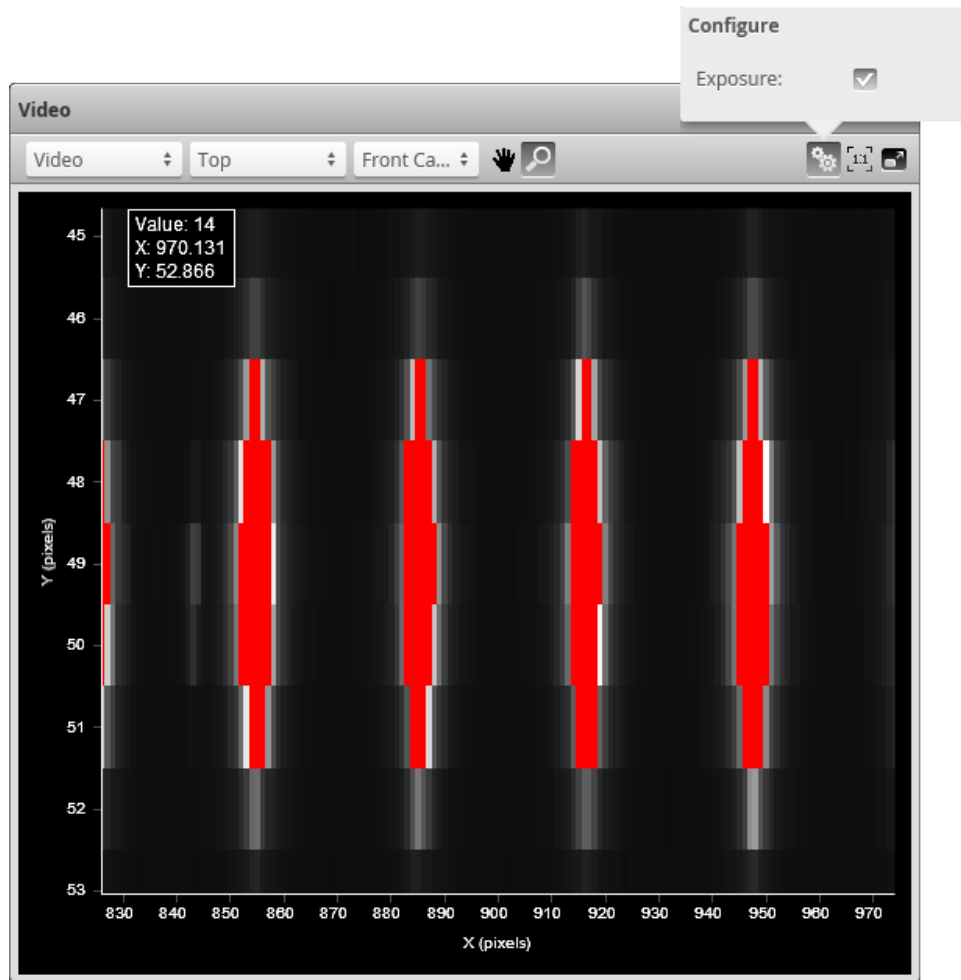 Configure
Exposure:
Video
Video Top Front Ca... 1:1
Value: 14
X: 970.131
Y: 52.866
45
46
47
48
49
50
51
52
53
Y (pixels)
830 840 850 860 870 880 890 900 910 920 930 940 950 960 970
X (pixels)